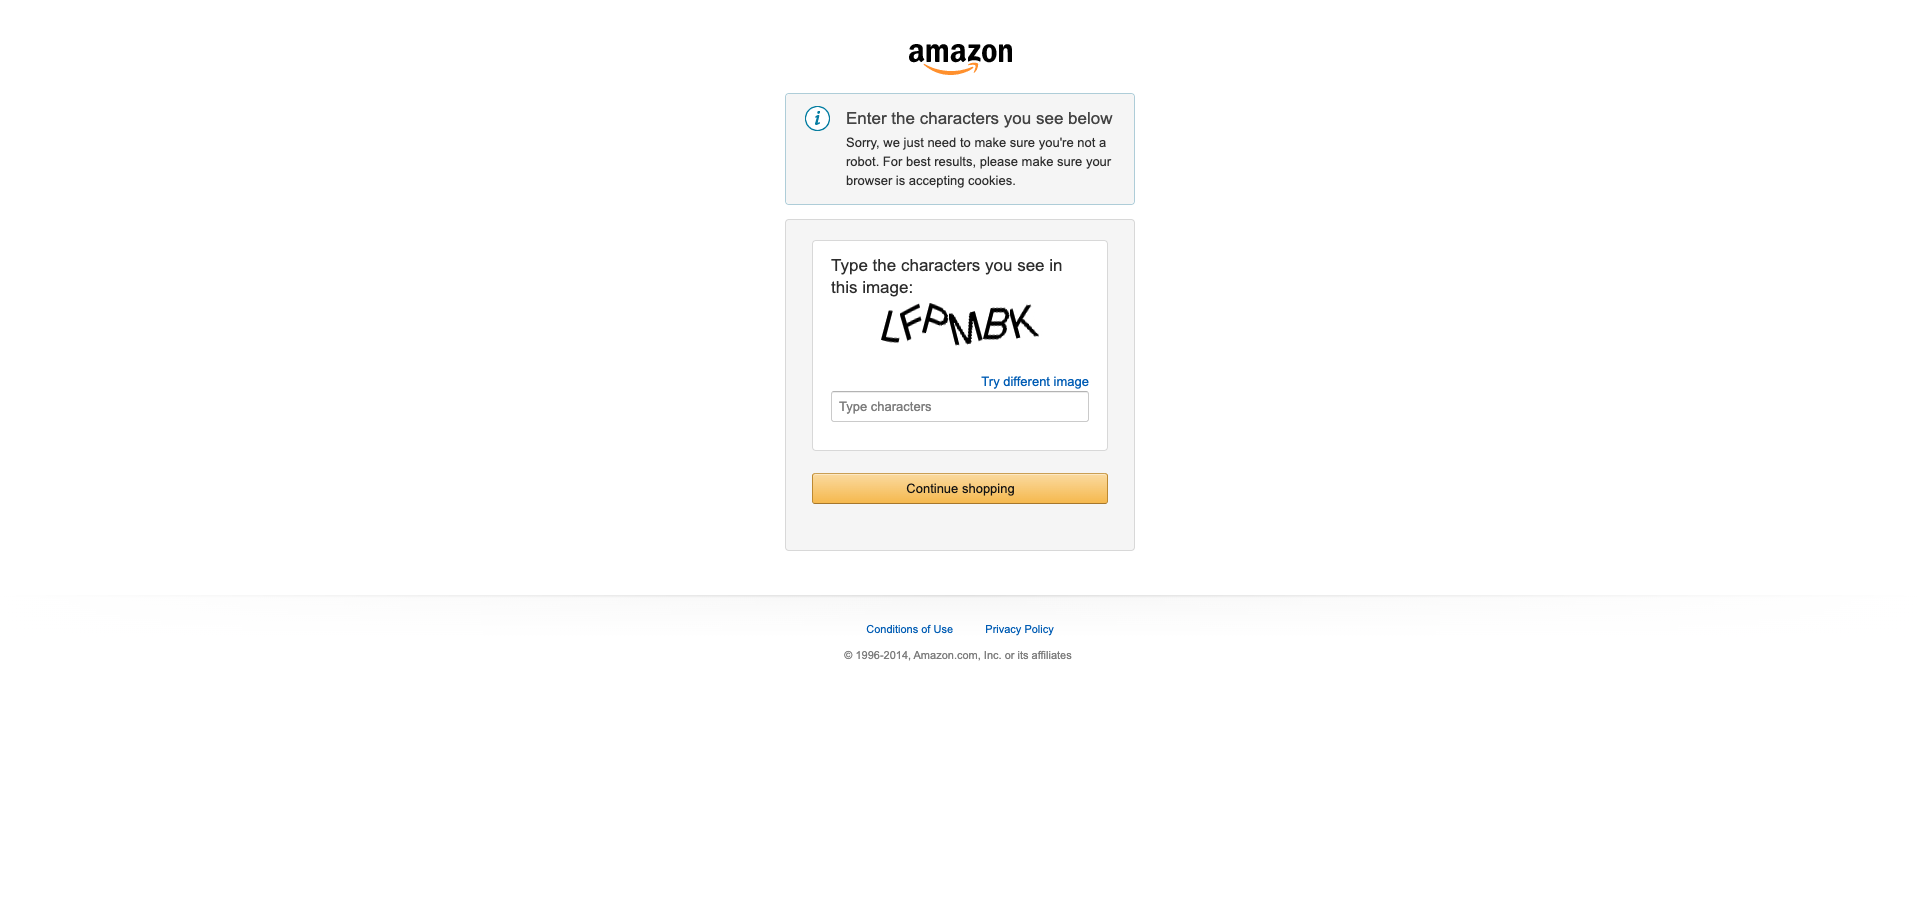 amazon
i
Enter the characters you see below
Sorry, we just need to make sure you're not a
robot. For best results, please make sure your
browser is accepting cookies.
Type the characters you see in
this image:
LFPMBK
Try different image
Type characters
Continue shopping
Conditions of Use Privacy Policy
© 1996-2014, Amazon.com, Inc. or its affiliates